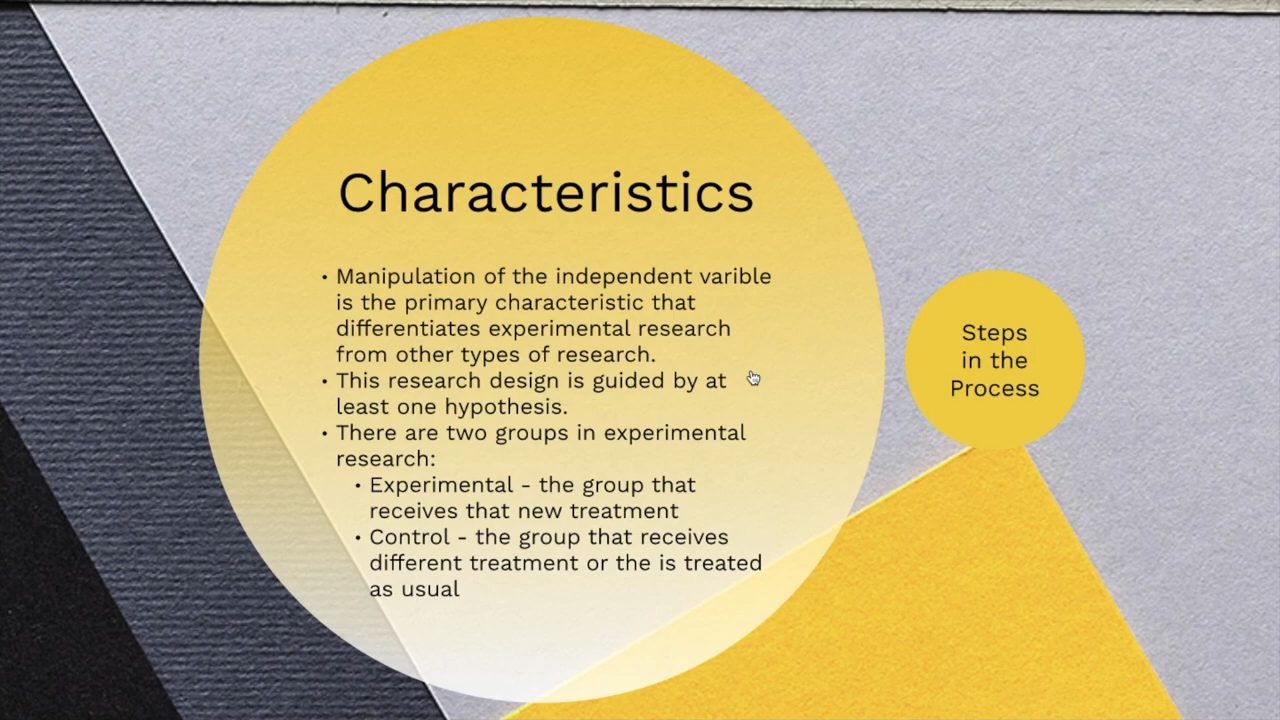 Characteristics
• Manipulation of the independent varible
is the primary characteristic that
differentiates experimental research
from other types of research.
• This research design is guided by at
least one hypothesis.
• There are two groups in experimental
research:
• Experimental - the group that
receives that new treatment
• Control - the group that receives
different treatment or the is treated
as usual
Steps
in the
Process